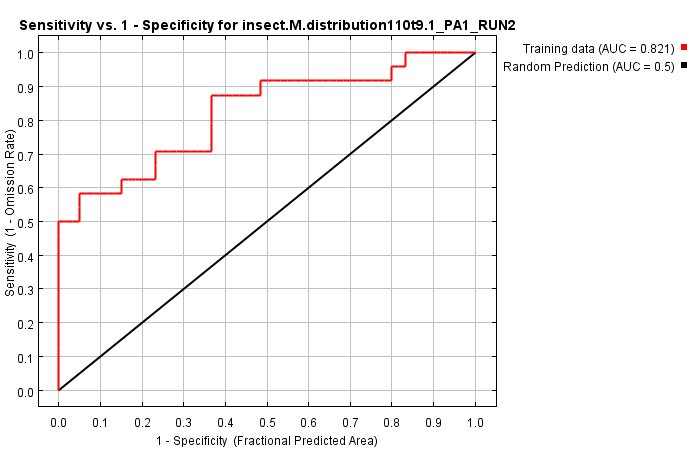 Sensitivity vs. 1 - Specificity for insect.M.distribution110t9.1_PA1_RUN2
Training data (AUC = 0.821)
Random Prediction (AUC = 0.5)
1.0
0.9
0.8
0.7
0.6
0.5
0.4
0.3
0.2
0.1
0.0
Sensitivity (1 - Omission Rate)
0.0 0.1 0.2 0.3 0.4 0.5 0.6 0.7 0.8 0.9 1.0
1 - Specificity (Fractional Predicted Area)